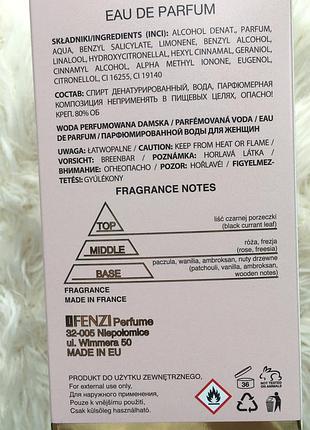 EAU DE PARFUM
SKŁADNIKI/INGREDIENTS (INCI): ALCOHOL DENAT., PARFUM,
AQUA, BENZYL SALICYLATE, LIMONENE, BENZYL ALCOHOL,
LINALOOL, HYDROXYCITRONELLAL, HEXYL CINNAMAL, GERANIOL,
CINNAMYL ALCOHOL, ALPHA METHYL IONONE, EUGENOL,
CITRONELLOL, CI 16255, CI 19140
СОСТАВ: СПИРТ ДЕНАТУРИРОВАННЫЙ, ВОДА, ПАРФЮМЕРНАЯ
КОМПОЗИЦИЯ НЕПРИМЕНЯТЬ В ПИЩЕВЫХ ЦЕЛЯХ, ОПАСНО!
КРЕП. 80% ОБ
WODA PERFUMOWANA DAMSKA / PARFÉMOVANÁ VODA / EAU
DE PARFUM / ПАРФЮМИРОВАННОЙ ВОДЫ ДЛЯ ЖЕНЩИН
UWAGA: ŁATWOPALNE / CAUTION: KEEP FROM HEAT OR FLAME /
VORSICHT: BREENBAR / POZNÁMKA: HORLAVÁ LÁTKA /
ВНИМАНИЕ: ОГНЕОПАСНО / POZOR: HOŘLAVÉ! / FIGYELMEZ-
TETÉSI: GYÚLÉKONY
FRAGRANCE NOTES
TOP
liść czarnej porzeczki
(black currant leaf)
MIDDLE
róża, frezja
(rose, freesia)
BASE
paczula, wanilia, ambroksan, nuty drzewne
(patchouli, vanilla, ambroksan,
wooden notes)
FRAGRANCE
MADE IN FRANCE
JFENZI Perfume
32-005 Niepołomice
ul. Wimmera 50
MADE IN EU
PRODUKT DO UŻYTKU ZEWNĘTRZNEGO.
For external use only.
Для наружного применения.
Pouze k vnějšímu použití.
Csak külsőleg használható.
36